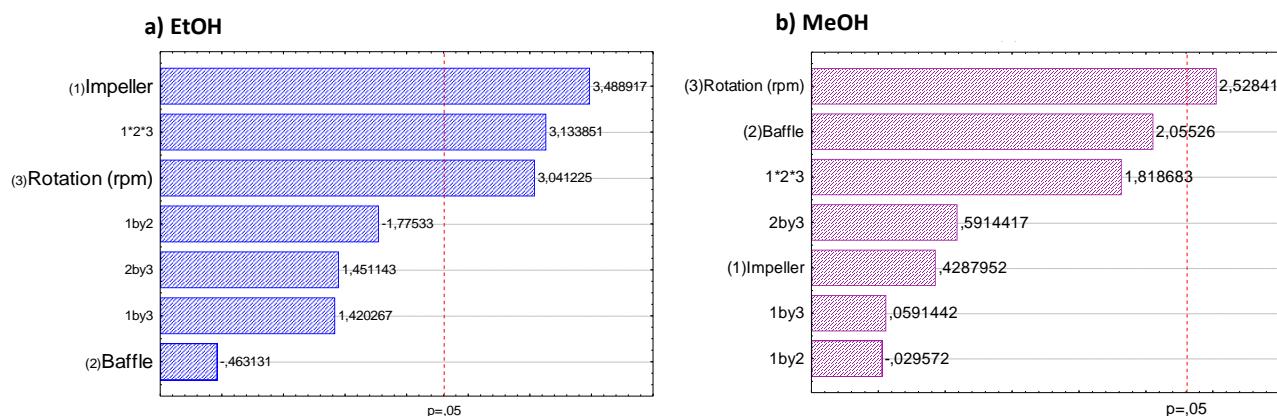 a) EtOH
(1)Impeller
3,488917
1*2*3
3,133851
(3)Rotation (rpm)
3,041225
1by2
-1,77533
2by3
1,451143
1by3
1,420267
(2)Baffle
-,463131
p=,05
b) MeOH
(3)Rotation (rpm)
2,52841
(2)Baffle
2,05526
1*2*3
1,818683
2by3
,5914417
(1)Impeller
,4287952
1by3
,0591442
1by2
-,029572
p=,05